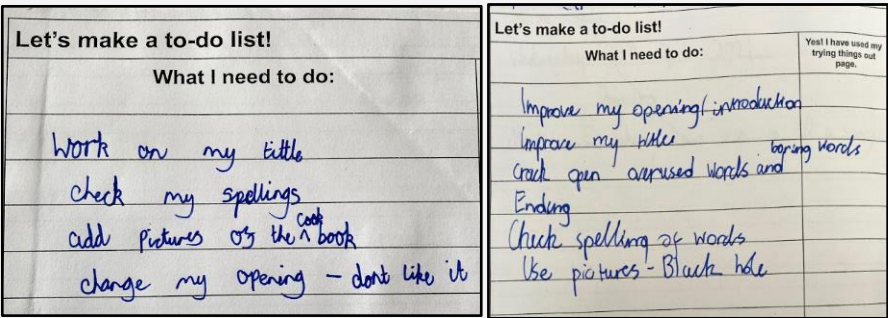 Let's make a to-do list!
What I need to do:
Work on my tittle
check my spellings
add pictures of the ^cook book
change my opening – dont like it
Let's make a to-do list!
What I need to do:
Yes! I have used my
trying things out
page.
Improve my opening/introduction
Improve my title
Crack open overused words and boring words
Ending
Check spelling of words
Use pictures - Black hole